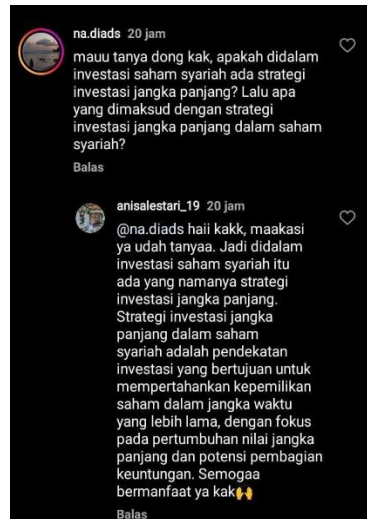 na.diads 20 jam
mauu tanya dong kak, apakah didalam
investasi saham syariah ada strategi
investasi jangka panjang? Lalu apa
yang dimaksud dengan strategi
investasi jangka panjang dalam saham
syariah?
Balas
anisalestari_19 20 jam
@na.diads haii kakk, maakasi
ya udah tanyaa. Jadi didalam
investasi saham syariah itu
ada yang namanya strategi
investasi jangka panjang.
Strategi investasi jangka
panjang dalam saham
syariah adalah pendekatan
investasi yang bertujuan untuk
mempertahankan kepemilikan
saham dalam jangka waktu
yang lebih lama, dengan fokus
pada pertumbuhan nilai jangka
panjang dan potensi pembagian
keuntungan. Semogaa
bermanfaat ya kak🙌
Balas